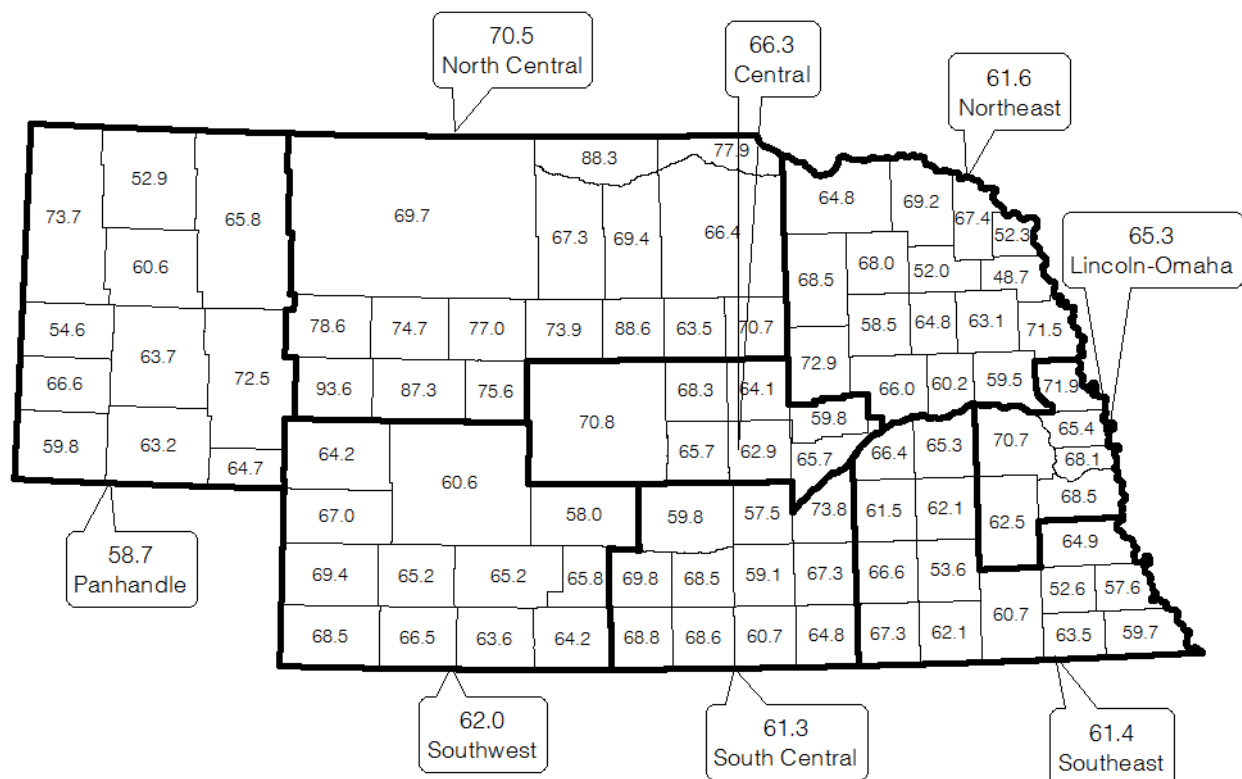 70.5
North Central
66.3
Central
61.6
Northeast
65.3
Lincoln-Omaha
58.7
Panhandle
62.0
Southwest
61.3
South Central
61.4
Southeast
88.3 77.9
52.9 64.8 69.2
73.7 65.8 69.7 67.3 69.4 66.4 67.4 52.3
60.6 68.5 68.0 52.0 48.7
54.6 78.6 74.7 77.0 73.9 88.6 63.5 70.7 58.5 64.8 63.1 71.5
63.7
66.6 72.5 93.6 87.3 75.6 68.3 64.1 72.9 66.0 60.2 59.5 71.9
70.8 59.8 65.4
59.8 63.2 64.2 65.7 62.9 65.7 66.4 65.3 70.7 68.1
64.7 60.6 68.5
67.0 58.0 59.8 57.5 73.8 61.5 62.1 62.5
64.9
69.4 65.2 65.2 65.8 69.8 68.5 59.1 67.3 66.6 53.6 52.6 57.6
68.5 66.5 63.6 64.2 68.8 68.6 60.7 64.8 67.3 62.1 60.7 63.5 59.7